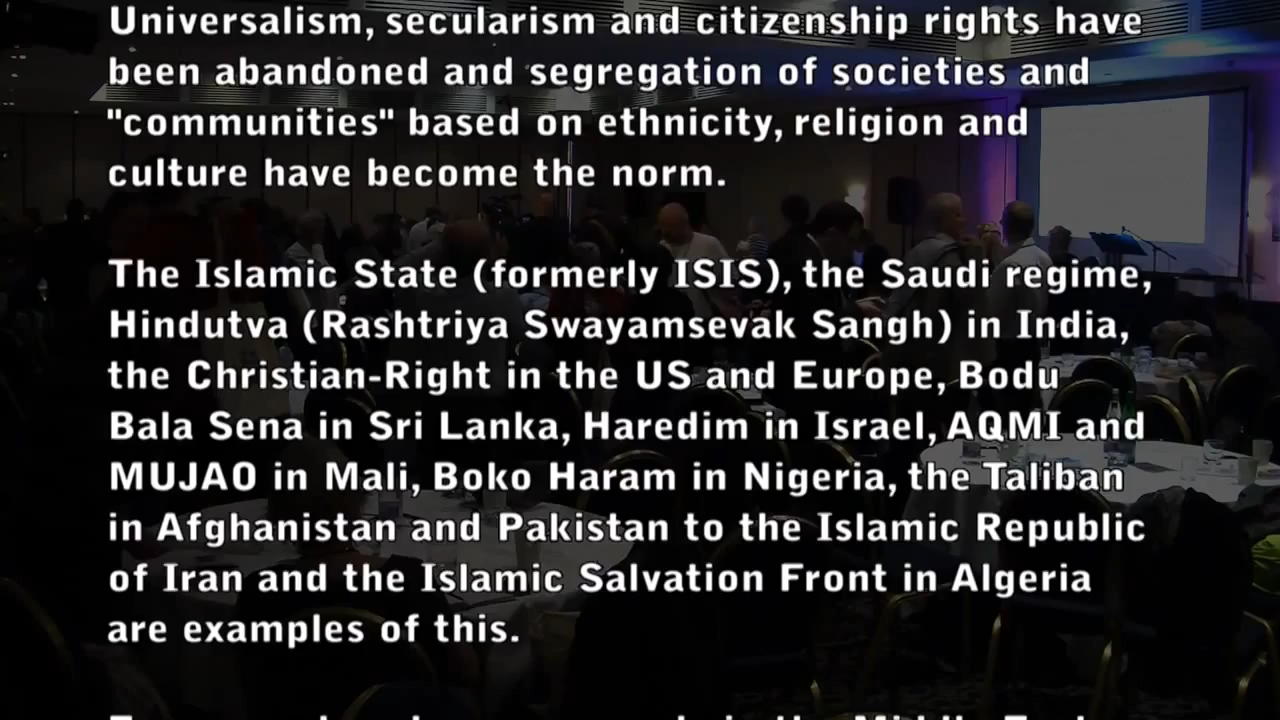 Universalism, secularism and citizenship rights have
been abandoned and segregation of societies and
"communities" based on ethnicity, religion and
culture have become the norm.
The Islamic State (formerly ISIS), the Saudi regime,
Hindutva (Rashtriya Swayamsevak Sangh) in India,
the Christian-Right in the US and Europe, Bodu
Bala Sena in Sri Lanka, Haredim in Israel, AQMI and
MUJAO in Mali, Boko Haram in Nigeria, the Taliban
in Afghanistan and Pakistan to the Islamic Republic
of Iran and the Islamic Salvation Front in Algeria
are examples of this.